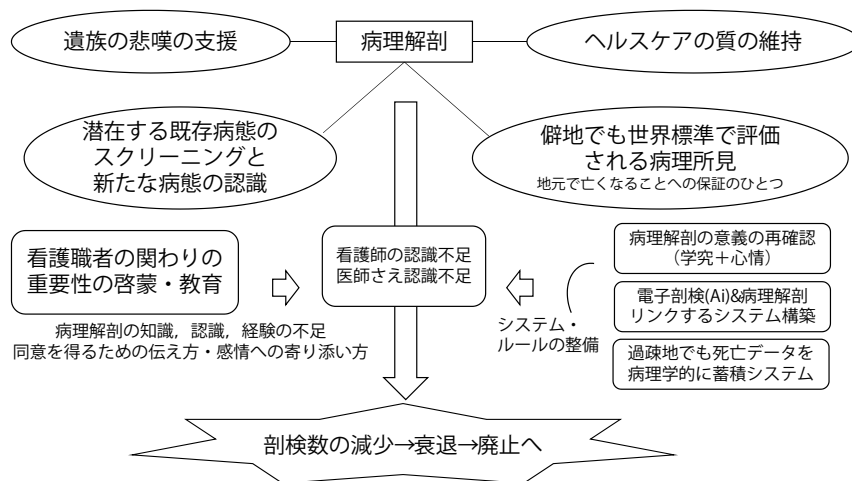 遺族の悲嘆の支援
病理解剖
ヘルスケアの質の維持
潜在する既存病態の
スクリーニングと
新たな病態の認識
僻地でも世界標準で評価
される病理所見
地元で亡くなることへの保証のひとつ
看護職者の関わりの
重要性の啓蒙・教育
病理解剖の知識，認識，経験の不足
同意を得るための伝え方・感情への寄り添い方
看護師の認識不足
医師さえ認識不足
システム・
ルールの整備
病理解剖の意義の再確認
（学究＋心情）
電子剖検(Ai)&病理解剖
リンクするシステム構築
過疎地でも死亡データを
病理学的に蓄積システム
剖検数の減少→衰退→廃止へ